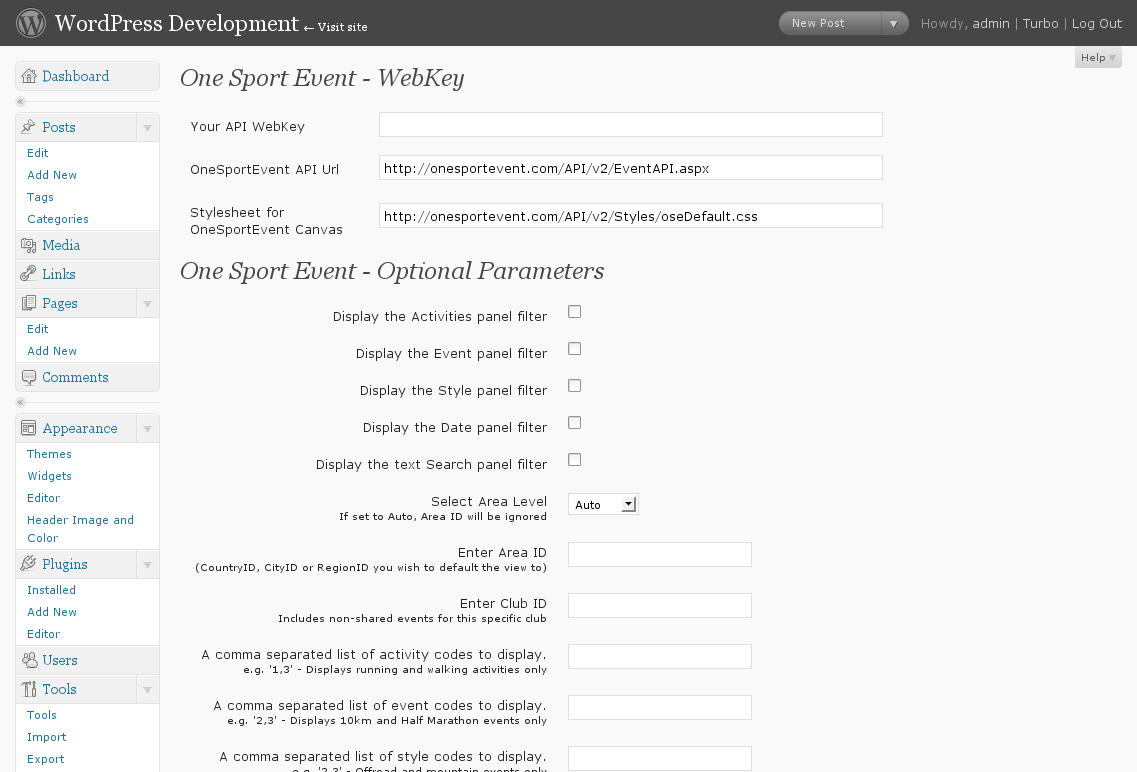 WordPress Development ← Visit site
New Post
Howdy, admin | Turbo | Log Out
Help
Dashboard
Posts
Edit
Add New
Tags
Categories
Media
Links
Pages
Edit
Add New
Comments
Appearance
Themes
Widgets
Editor
Header Image and
Color
Plugins
Installed
Add New
Editor
Users
Tools
Tools
Import
Export
One Sport Event - WebKey
Your API WebKey
OneSportEvent API Url
http://onesportevent.com/API/v2/EventAPI.aspx
Stylesheet for
OneSportEvent Canvas
http://onesportevent.com/API/v2/Styles/oseDefault.css
One Sport Event - Optional Parameters
Display the Activities panel filter
Display the Event panel filter
Display the Style panel filter
Display the Date panel filter
Display the text Search panel filter
Select Area Level
If set to Auto, Area ID will be ignored
Auto
Enter Area ID
(CountryID, CityID or RegionID you wish to default the view to)
Enter Club ID
Includes non-shared events for this specific club
A comma separated list of activity codes to display.
e.g. '1,3' - Displays running and walking activities only
A comma separated list of event codes to display.
e.g. '2,3' - Displays 10km and Half Marathon events only
A comma separated list of style codes to display.
e.g. '2,3' - Offroad and mountain events only